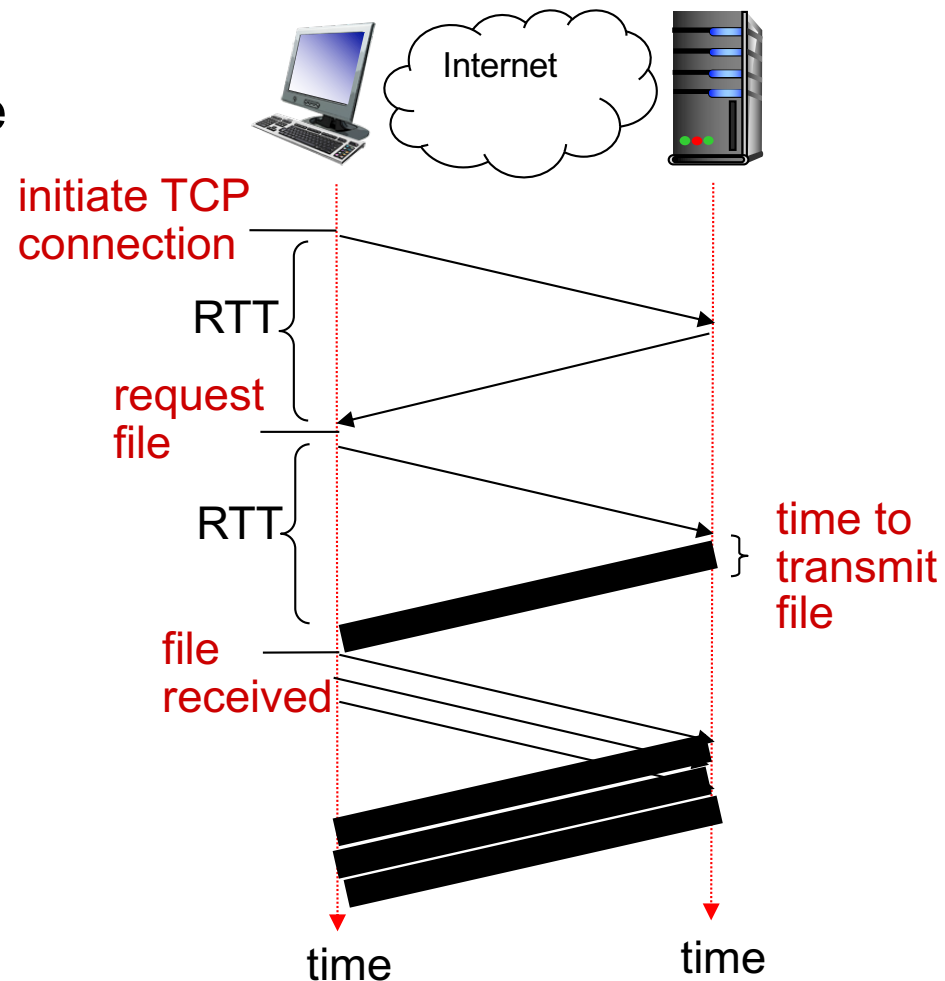 Internet
e
initiate TCP
connection
RTT
request
file
RTT
time to
transmit
file
file
received
time
time